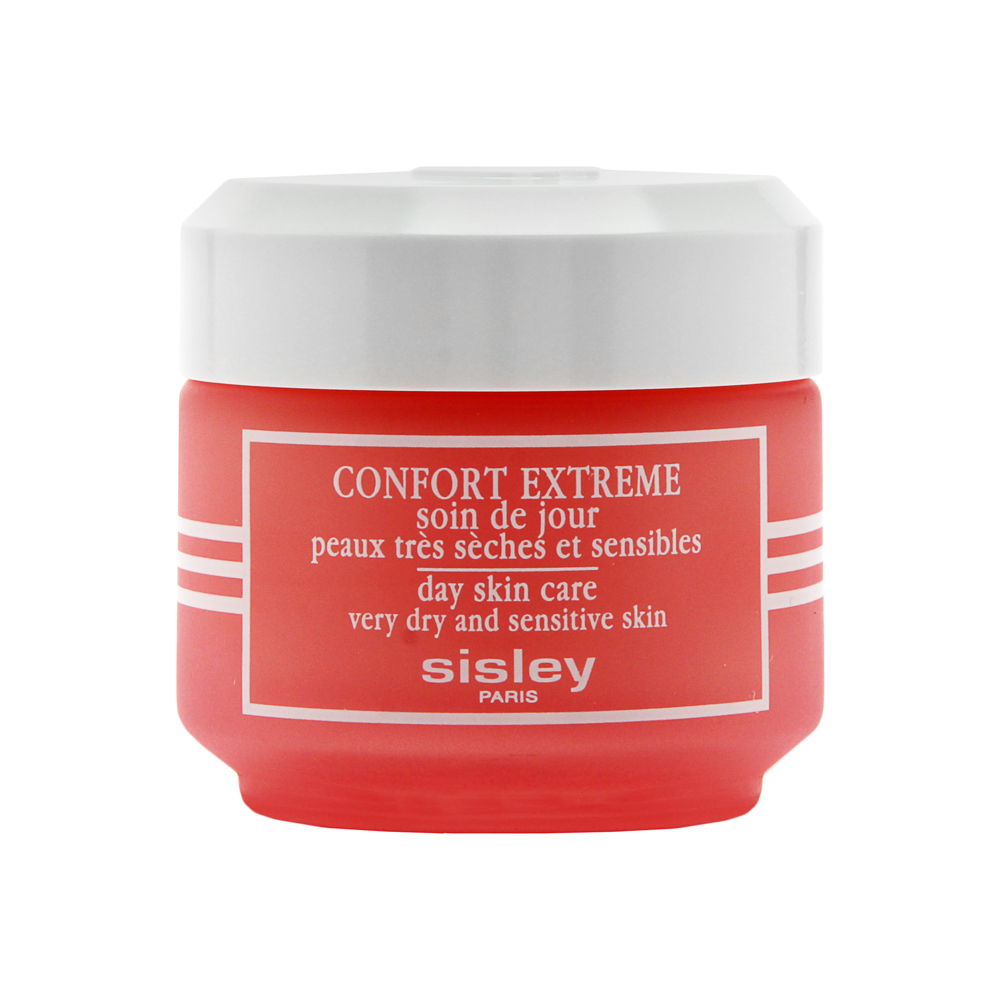 CONFORT EXTREME
soin de jour
peaux très sèches et sensibles
day skin care
very dry and sensitive skin
sisley
PARIS